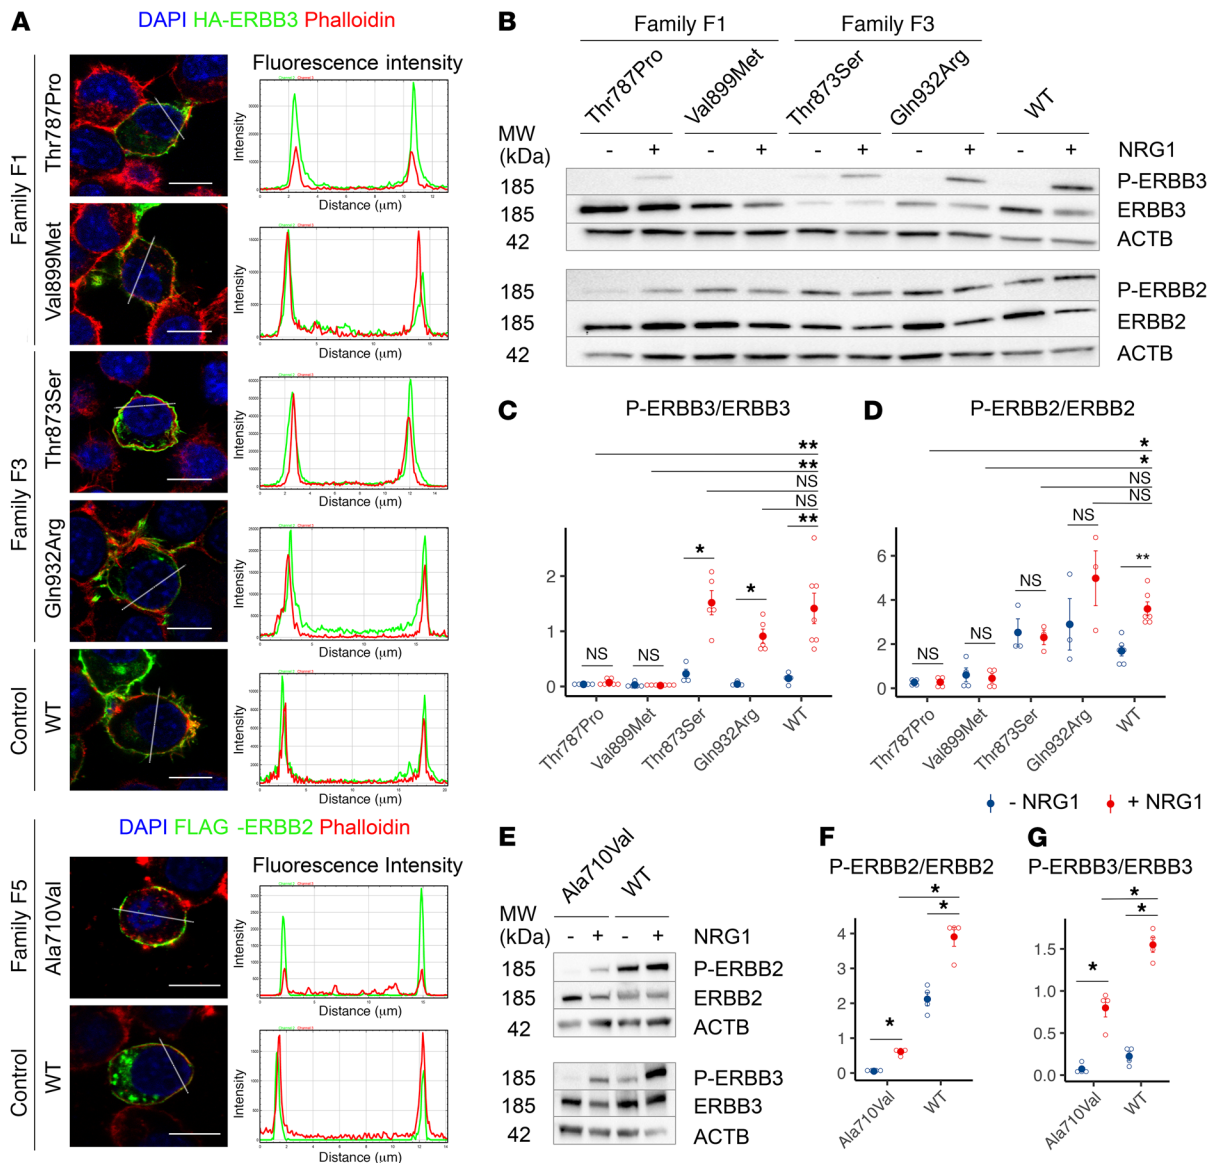 A
DAPI HA-ERBB3 Phalloidin
Fluorescence intensity
Family F1
Thr787Pro
Intensity
Distance (μm)
Val899Met
Intensity
Distance (μm)
Family F3
Thr873Ser
Intensity
Distance (μm)
Gln932Arg
Intensity
Distance (μm)
Control
WT
Intensity
Distance (μm)
DAPI FLAG -ERBB2 Phalloidin
Fluorescence Intensity
Family F5
Ala710Val
Intensity
Distance (μm)
Control
WT
Intensity
Distance (μm)
B
Family F1 Family F3
Thr787Pro Val899Met Thr873Ser Gln932Arg WT
MW
(kDa)
- + - + - + - + - + NRG1
185 P-ERBB3
185 ERBB3
42 ACTB
185 P-ERBB2
185 ERBB2
42 ACTB
C
P-ERBB3/ERBB3
**
**
NS
NS
**
*
*
NS NS
2
1
0
Thr787Pro Val899Met Thr873Ser Gln932Arg WT
D
P-ERBB2/ERBB2
*
*
NS
NS
NS
**
NS
NS
NS
6
4
2
0
Thr787Pro Val899Met Thr873Ser Gln932Arg WT
- NRG1 + NRG1
E
Ala710Val WT
MW
(kDa)
- + - + NRG1
185 P-ERBB2
185 ERBB2
42 ACTB
185 P-ERBB3
185 ERBB3
42 ACTB
F
P-ERBB2/ERBB2
*
*
*
4
3
2
1
0
Ala710Val WT
G
P-ERBB3/ERBB3
*
*
*
1.5
1.0
0.5
0.0
Ala710Val WT